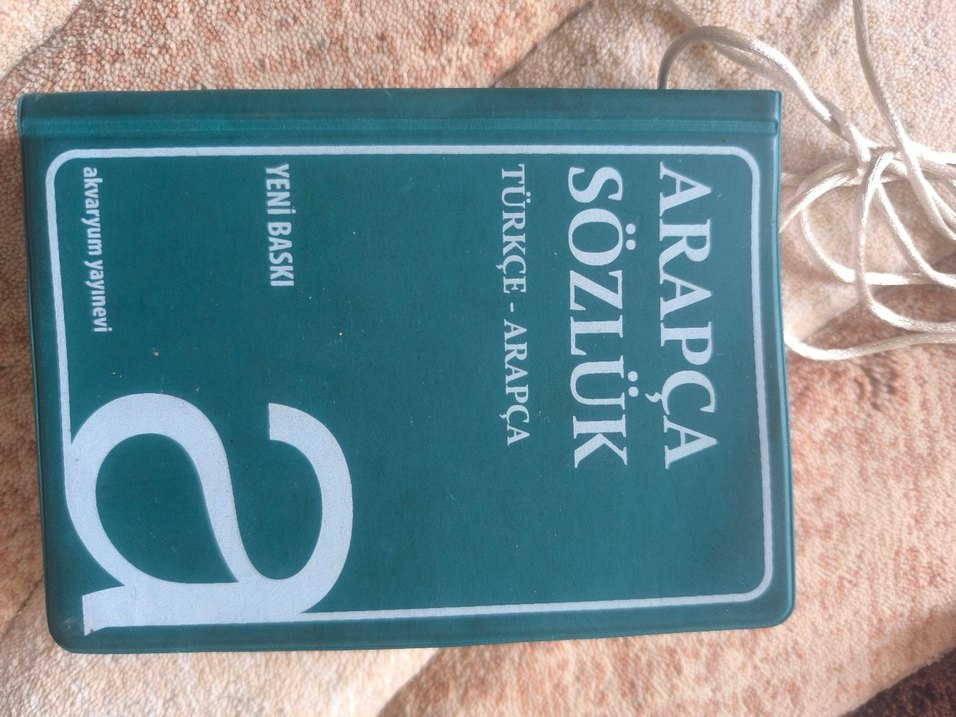 ARAPÇA
SÖZLÜK
TÜRKÇE - ARAPÇA
YENİ BASKI
akvaryum yayınevi
a